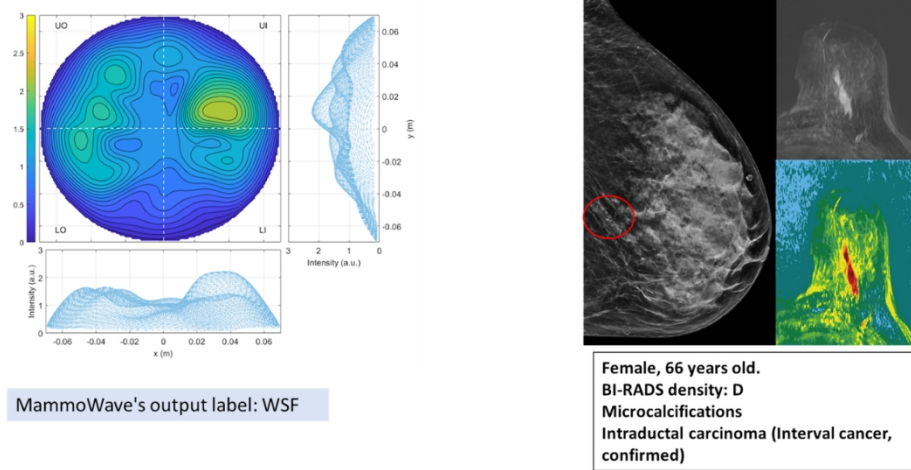 3
2.5
2
1.5
1
0.5
0
UO
UI
LO
LI
0.06
0.04
0.02
0
-0.02
-0.04
-0.06
y (m)
3
2
1
0
Intensity (a.u.)
3
2
1
0
Intensity (a.u.)
-0.06
-0.04
-0.02
0
0.02
0.04
0.06
x (m)
MammoWave's output label: WSF
Female, 66 years old.
BI-RADS density: D
Microcalcifications
Intraductal carcinoma (Interval cancer,
confirmed)